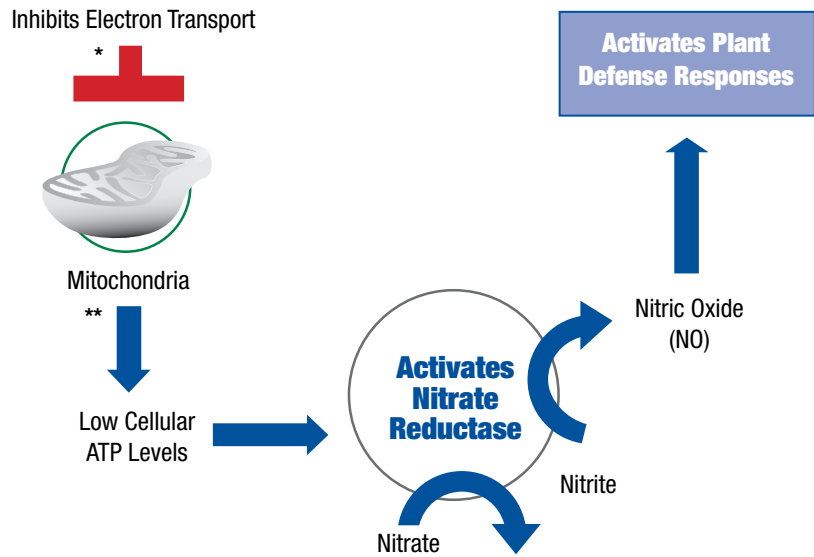 Inhibits Electron Transport
*
Mitochondria
**
Low Cellular
ATP Levels
Activates
Nitrate
Reductase
Nitrate
Nitrite
Nitric Oxide
(NO)
Activates Plant
Defense Responses